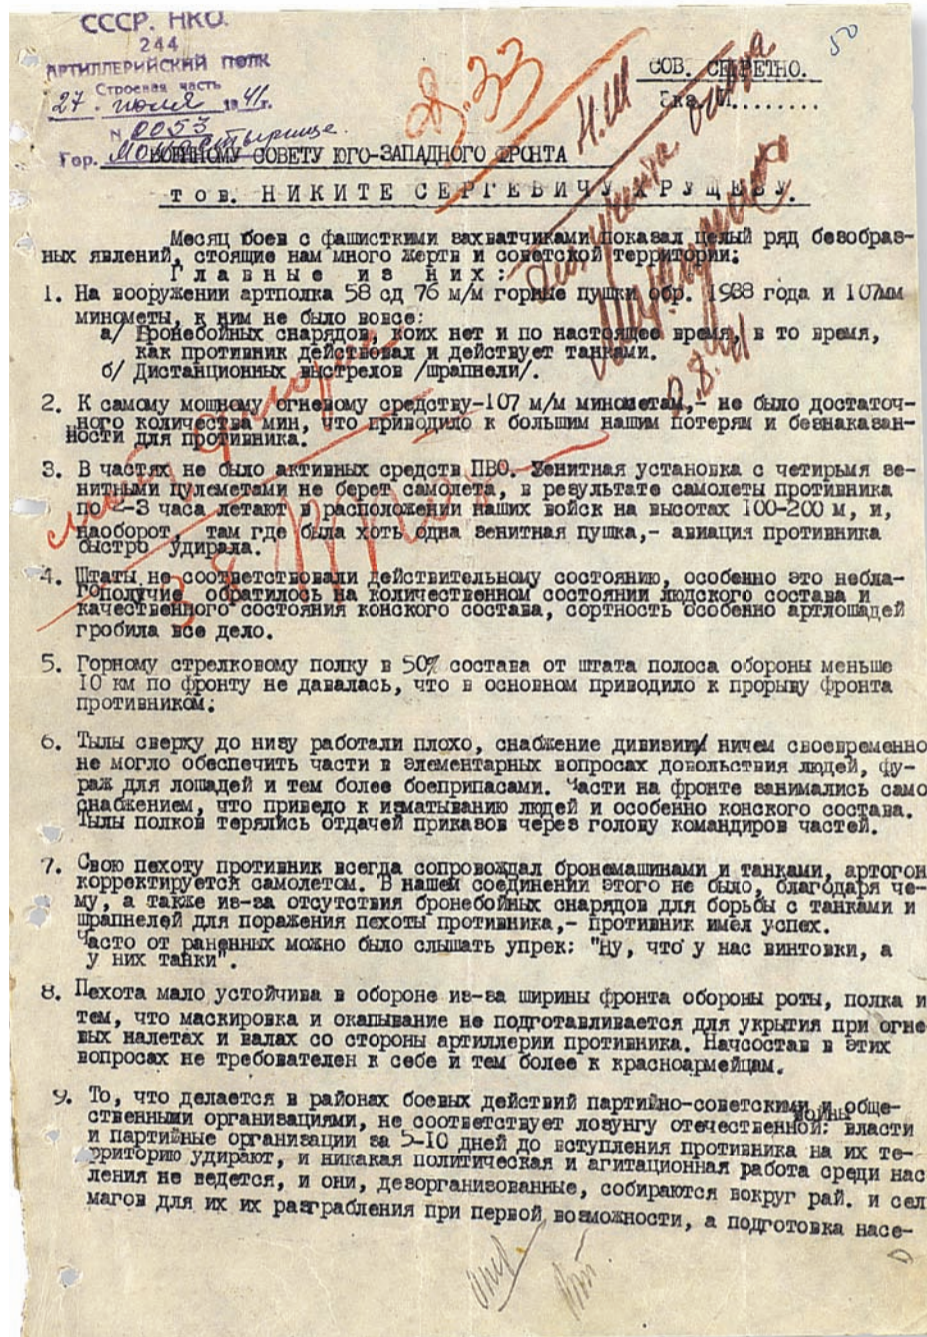 СССР. НКО.
244
АРТИЛЛЕРИЙСКИЙ ПОЛК
Строевая часть
27. июля 1941г.
N 0053
Гор. Монастырище.
50
СОВ. СЕКРЕТНО.
Экз. №........
ВОЕННОМУ СОВЕТУ ЮГО-ЗАПАДНОГО ФРОНТА
тов. НИКИТЕ СЕРГЕЕВИЧУ ХРУЩЕВУ.
Месяц боев с фашисткими захватчиками показал целый ряд безобраз-
ных явлений, стоящие нам много жертв и советской территории:
Главные из них:
1. На вооружении артполка 58 сд 76 м/м горные пушки обр. 1938 года и 107мм
минометы, к ним не было вовсе:
а/ Бронебойных снарядов, коих нет и по настоящее время, в то время,
как противник действовал и действует танками.
б/ Дистанционных выстрелов /шрапнели/.
2. К самому мощному огневому средству-107 м/м минометам,- не было достаточ-
ного количества мин, что приводило к большим нашим потерям и безнаказан-
ности для противника.
3. В частях не было активных средств ПВО. Зенитная установка с четырьмя зе-
нитными пулеметами не берет самолета, в результате самолеты противника
по 2-3 часа летают в расположении наших войск на высотах 100-200 м, и,
наоборот, там где была хоть одна зенитная пушка,- авиация противника
быстро удирала.
4. Штаты не соответствовали действительному состоянию, особенно это небла-
гополучие обратилось на количественном состоянии людского состава и
качественного состояния конского состава, сортность особенно артлошадей
гробила все дело.
5. Горному стрелковому полку в 50% состава от штата полоса обороны меньше
10 км по фронту не давалась, что в основном приводило к прорыву фронта
противником;
6. Тылы сверху до низу работали плохо, снабжение дивизии ничем своевременно
не могло обеспечить части в элементарных вопросах довольствия людей, фу-
раж для лошадей и тем более боеприпасами. Части на фронте занимались само
снабжением, что приведо к изматыванию людей и особенно конского состава.
Тылы полков терялись отдачей приказов через голову командиров частей.
7. Свою пехоту противник всегда сопровождал бронемашинами и танками, артогон
корректируется самолетом. В нашем соединении этого не было, благодаря че-
му, а также из-за отсутствия бронебойных снарядов для борьбы с танками и
шрапнелей для поражения пехоты противника,- противник имел успех.
Часто от раненных можно было слышать упрек: "Ну, что у нас винтовки, а
у них танки".
8. Пехота мало устойчива в обороне из-за ширины фронта обороны роты, полка и
тем, что маскировка и окапывание не подготавливается для укрытия при огне
вых налетах и валах со стороны артиллерии противника. Начсостав в этих
вопросах не требователен к себе и тем более к красноармейцам.
9. То, что делается в районах боевых действий партийно-советскими и обще-
ственными организациями, не соответствует лозунгу отечественной войны: власти
и партийные организации за 5-10 дней до вступления противника на их те-
рриторию удирают, и никакая политическая и агитационная работа среди нас
ления не ведется, и они, дезорганизованные, собираются вокруг рай. и сел
магов для их их разграбления при первой возможности, а подготовка насе-